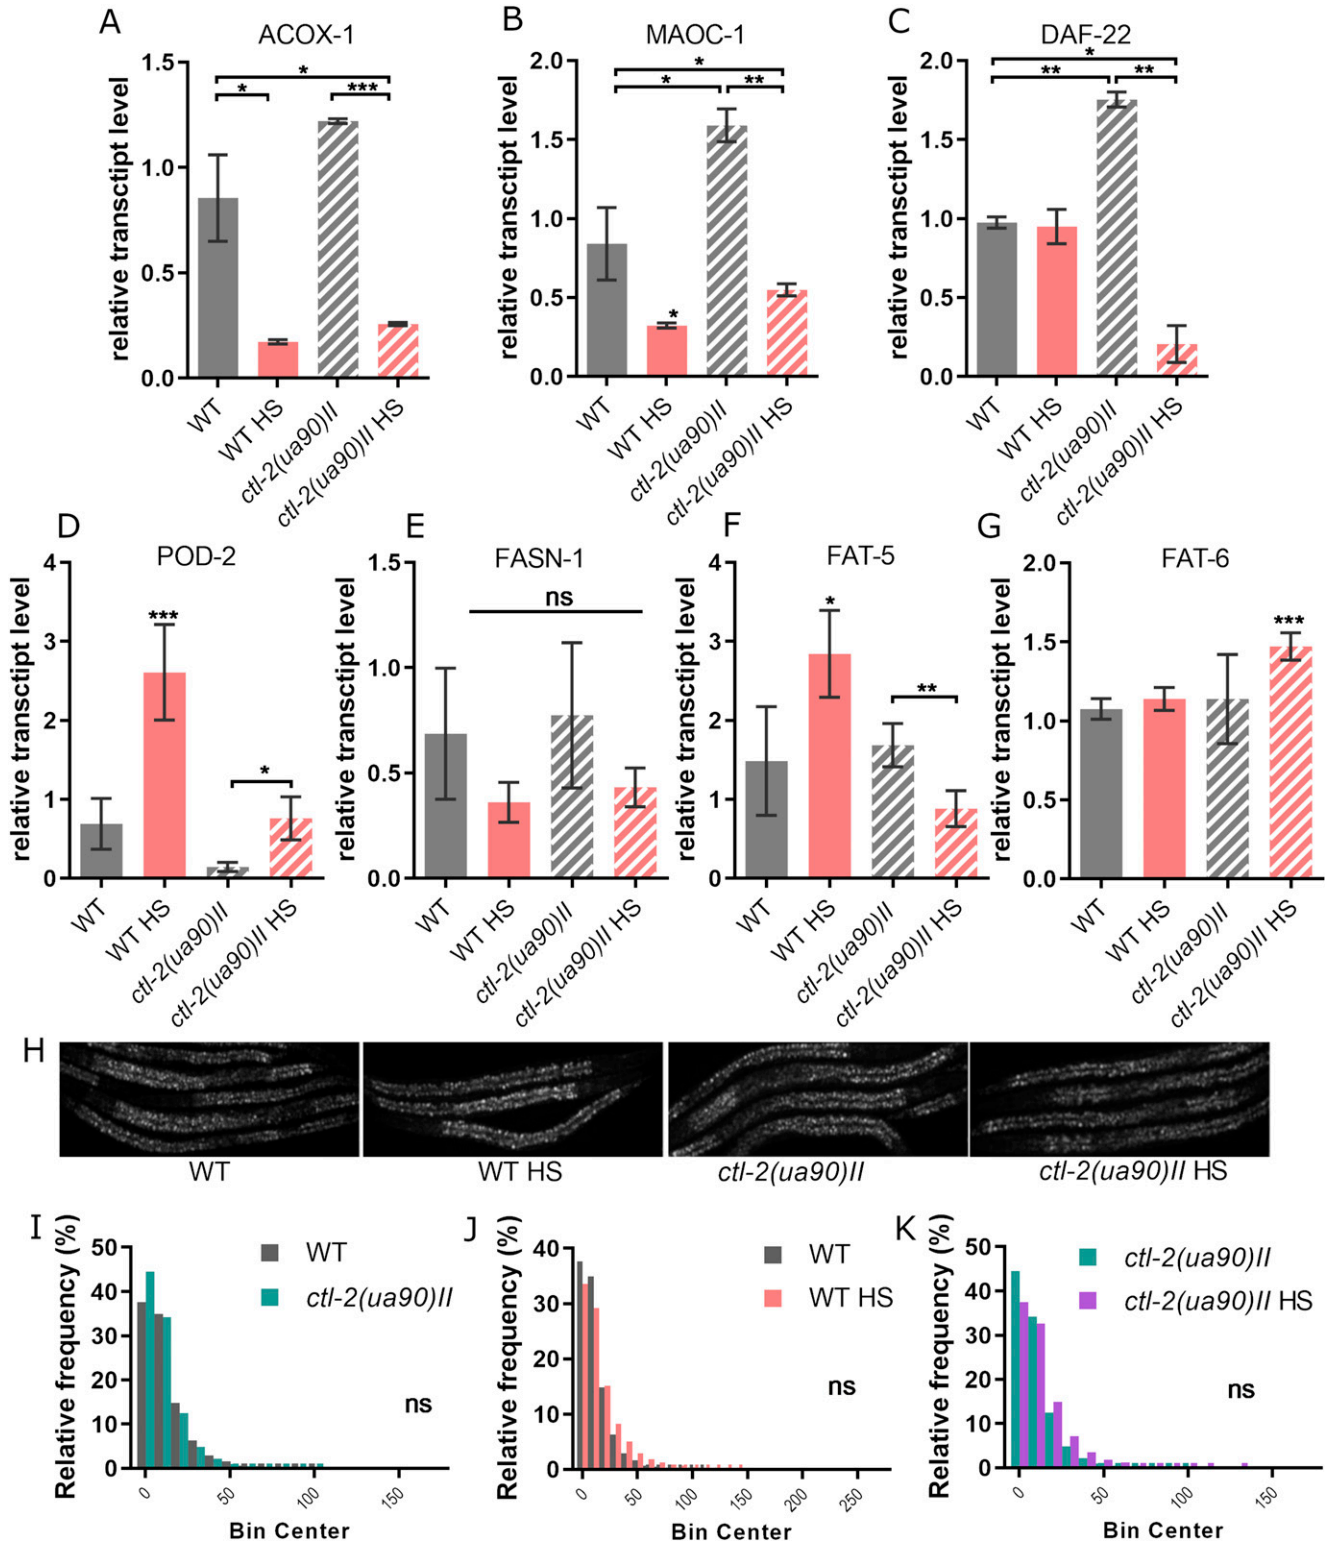 A
ACOX-1
relative transctipt level
1.5
1.0
0.5
0.0
*
*
***
WT
WT HS
ctl-2(ua90)II
ctl-2(ua90)II HS
B
MAOC-1
relative transctipt level
2.0
1.5
1.0
0.5
0.0
*
*
**
*
WT
WT HS
ctl-2(ua90)II
ctl-2(ua90)II HS
C
DAF-22
relative transctipt level
2.0
1.5
1.0
0.5
0.0
*
**
**
WT
WT HS
ctl-2(ua90)II
ctl-2(ua90)II HS
D
POD-2
relative transctipt level
4
3
2
1
0
***
*
WT
WT HS
ctl-2(ua90)II
ctl-2(ua90)II HS
E
FASN-1
relative transctipt level
1.5
1.0
0.5
0.0
ns
WT
WT HS
ctl-2(ua90)II
ctl-2(ua90)II HS
F
FAT-5
relative transctipt level
4
3
2
1
0
*
**
WT
WT HS
ctl-2(ua90)II
ctl-2(ua90)II HS
G
FAT-6
relative transctipt level
2.0
1.5
1.0
0.5
0.0
***
WT
WT HS
ctl-2(ua90)II
ctl-2(ua90)II HS
H
WT
WT HS
ctl-2(ua90)II
ctl-2(ua90)II HS
I
Relative frequency (%)
50
40
30
20
10
0
WT
ctl-2(ua90)II
ns
0 50 100 150
Bin Center
J
Relative frequency (%)
40
30
20
10
0
WT
WT HS
ns
0 50 100 150 200 250
Bin Center
K
Relative frequency (%)
50
40
30
20
10
0
ctl-2(ua90)II
ctl-2(ua90)II HS
ns
0 50 100 150
Bin Center